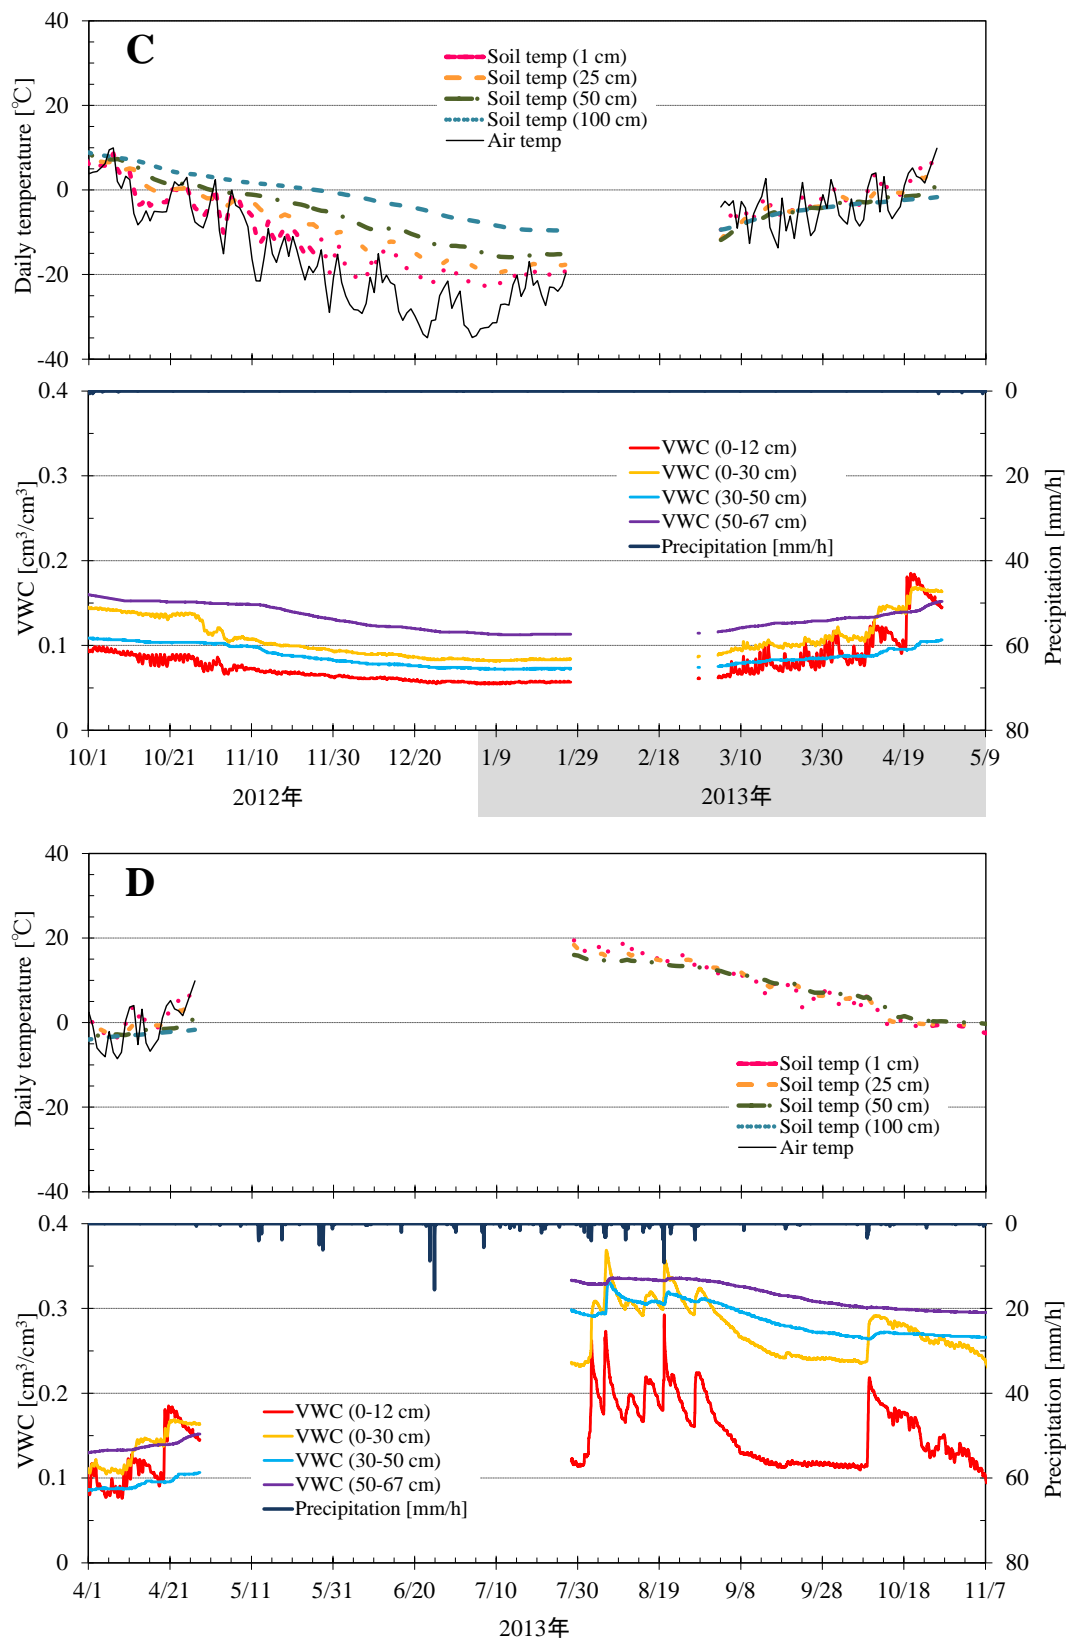 C
Daily temperature [℃]
40
20
0
-20
-40
Soil temp (1 cm)
Soil temp (25 cm)
Soil temp (50 cm)
Soil temp (100 cm)
Air temp
VWC [cm³/cm³]
0.4
0.3
0.2
0.1
0
VWC (0-12 cm)
VWC (0-30 cm)
VWC (30-50 cm)
VWC (50-67 cm)
Precipitation [mm/h]
0
20
40
60
80
Precipitation [mm/h]
10/1 10/21 11/10 11/30 12/20 1/9 1/29 2/18 3/10 3/30 4/19 5/9
2012年 2013年
D
Daily temperature [℃]
40
20
0
-20
-40
Soil temp (1 cm)
Soil temp (25 cm)
Soil temp (50 cm)
Soil temp (100 cm)
Air temp
VWC [cm³/cm³]
0.4
0.3
0.2
0.1
0
VWC (0-12 cm)
VWC (0-30 cm)
VWC (30-50 cm)
VWC (50-67 cm)
Precipitation [mm/h]
0
20
40
60
80
Precipitation [mm/h]
4/1 4/21 5/11 5/31 6/20 7/10 7/30 8/19 9/8 9/28 10/18 11/7
2013年